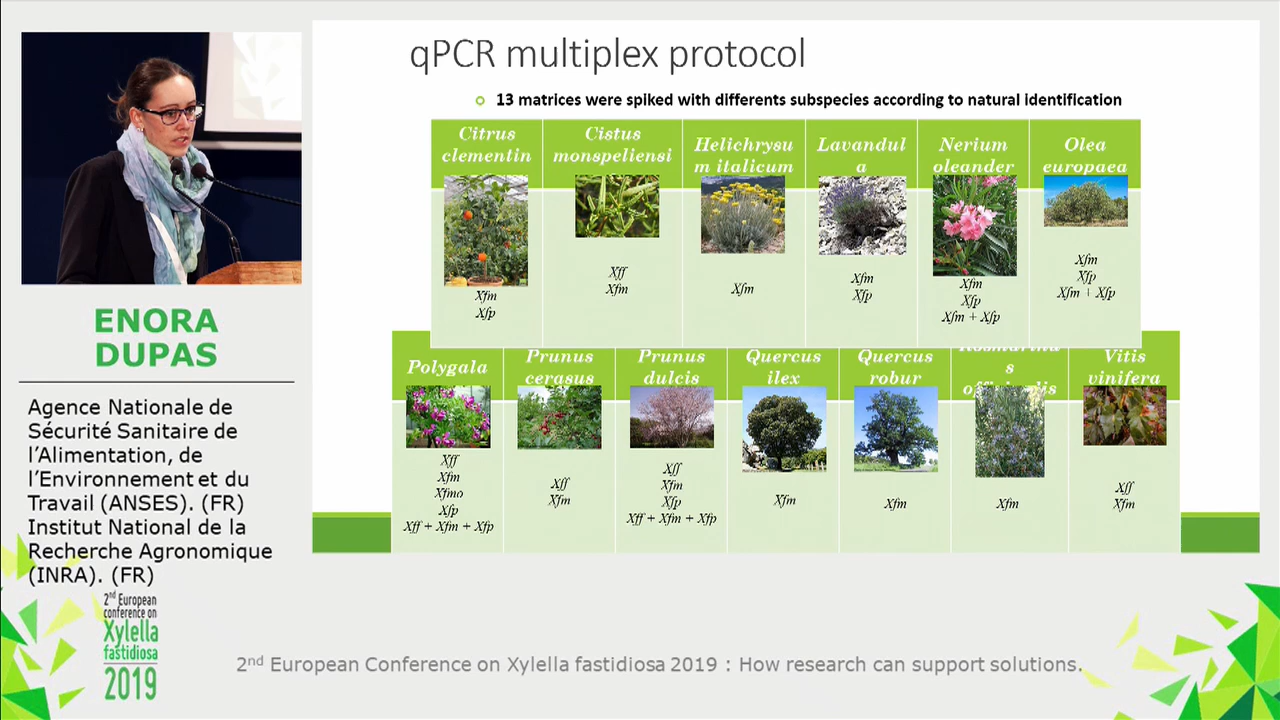 qPCR multiplex protocol
13 matrices were spiked with differents subspecies according to natural identification
Citrus
clementin
Cistus
monspeliensi
Helichrysu
m italicum
Lavandul
a
Nerium
oleander
Olea
europaea
Xfm
Xfp
Xff
Xfm
Xfm
Xfm
Xfp
Xfm
Xfp
Xfm + Xfp
Xfm
Xfp
Xfm + Xfp
Polygala
Prunus
cerasus
Prunus
dulcis
Quercus
ilex
Quercus
robur
s
Vitis
vinifera
Xff
Xfm
Xfmo
Xfp
Xff + Xfm + Xfp
Xff
Xfm
Xff
Xfm
Xfp
Xff + Xfm + Xfp
Xfm
Xfm
Xfm
Xff
Xfm
ENORA
DUPAS
Agence Nationale de
Sécurité Sanitaire de
l’Alimentation, de
l’Environnement et du
Travail (ANSES). (FR)
Institut National de la
Recherche Agronomique
(INRA). (FR)
2nd European
conference on
Xylella
fastidiosa
2019
2nd European Conference on Xylella fastidiosa 2019 : How research can support solutions.